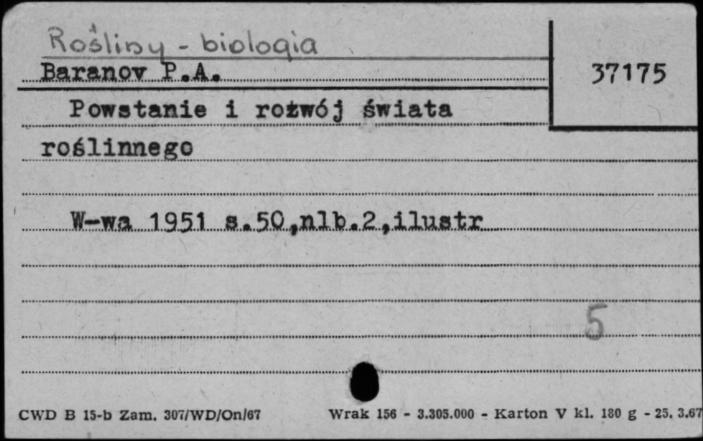 Rośliny - biologia
Baranov P.A.
37175
Powstanie i rozwój świata
roślinnego
W-wa 1951 s.50,nlb.2,ilustr
5
CWD B 15-b Zam. 307/WD/On/67
Wrak 156 - 3.305.000 - Karton V kl. 180 g - 25. 3.67